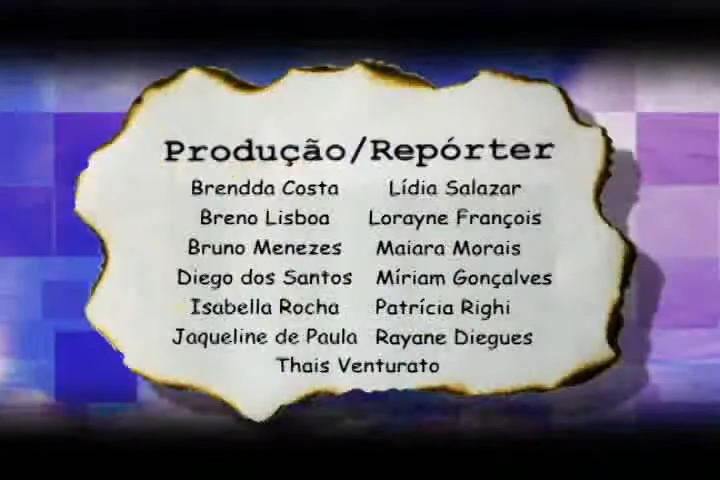 Produção/Repórter
Brendda Costa Lídia Salazar
Breno Lisboa Lorayne François
Bruno Menezes Maiara Morais
Diego dos Santos Míriam Gonçalves
Isabella Rocha Patrícia Righi
Jaqueline de Paula Rayane Diegues
Thais Venturato